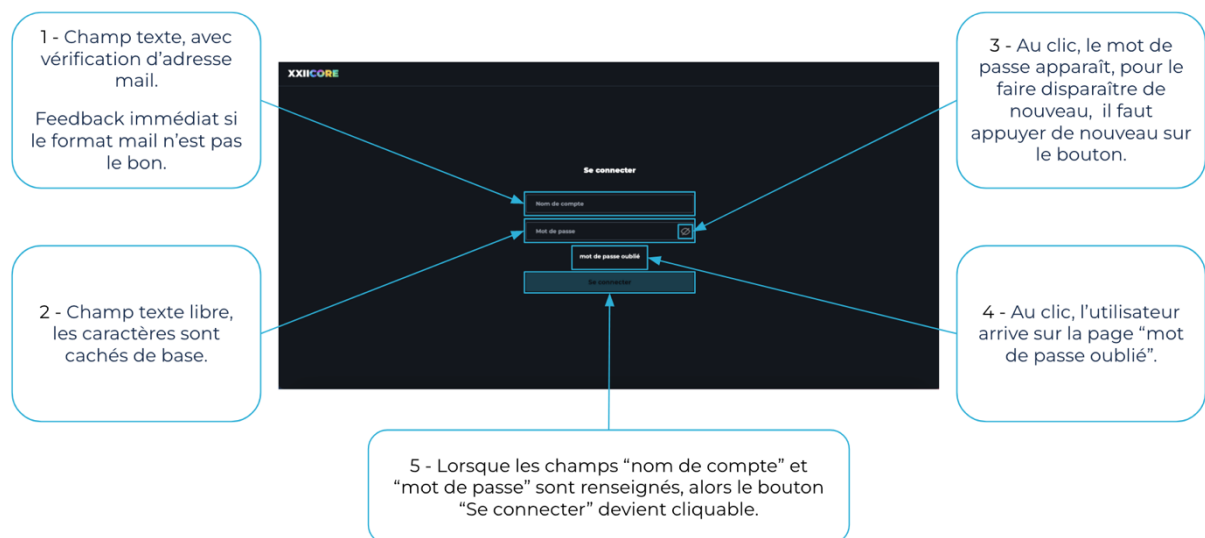 1 - Champ texte, avec
vérification d'adresse
mail.
Feedback immédiat si
le format mail n'est pas
le bon.
2 - Champ texte libre,
les caractères sont
cachés de base.
XXIICORE
Se connecter
Nom de compte
Mot de passe
mot de passe oublié
Se connecter
3 - Au clic, le mot de
passe apparaît, pour le
faire disparaître de
nouveau, il faut
appuyer de nouveau sur
le bouton.
4 - Au clic, l'utilisateur
arrive sur la page “mot
de passe oublié”.
5 - Lorsque les champs “nom de compte” et
“mot de passe” sont renseignés, alors le bouton
“Se connecter” devient cliquable.